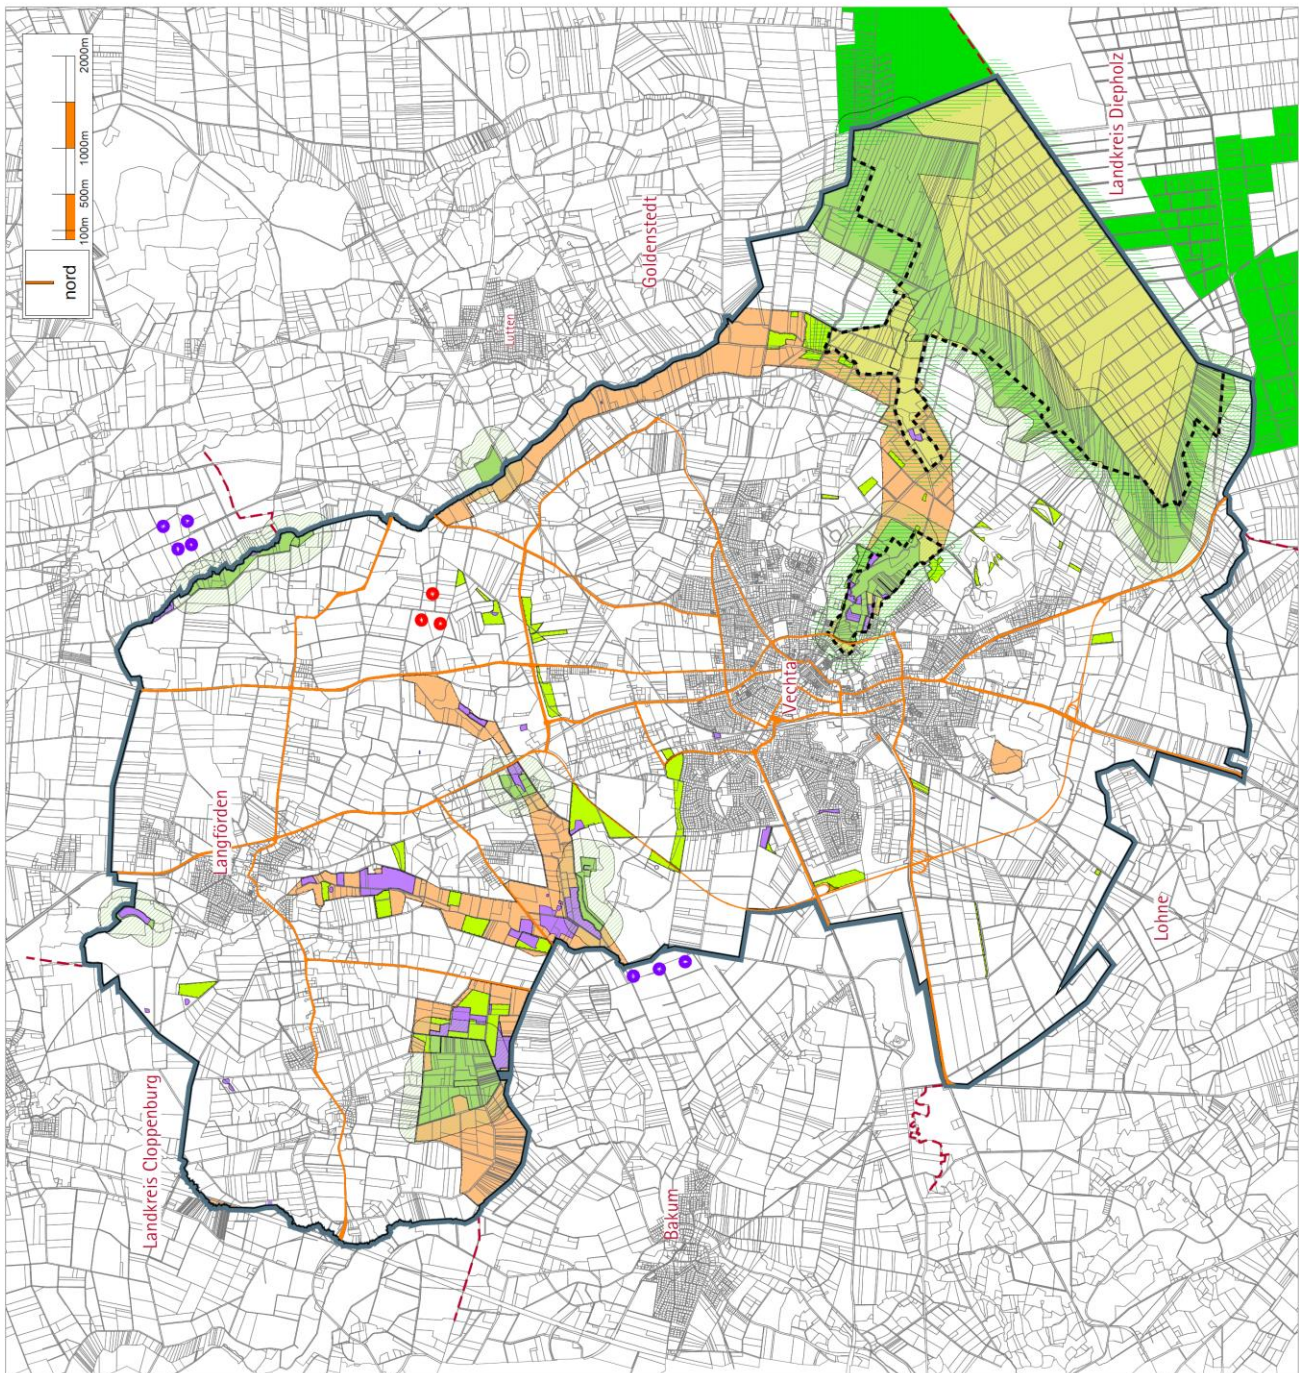 100m 500m 1000m 2000m
nord
Landkreis Cloppenburg
Langförden
Lutten
Goldenstedt
Landkreis Diepholz
Vechta
Bakum
Lohne